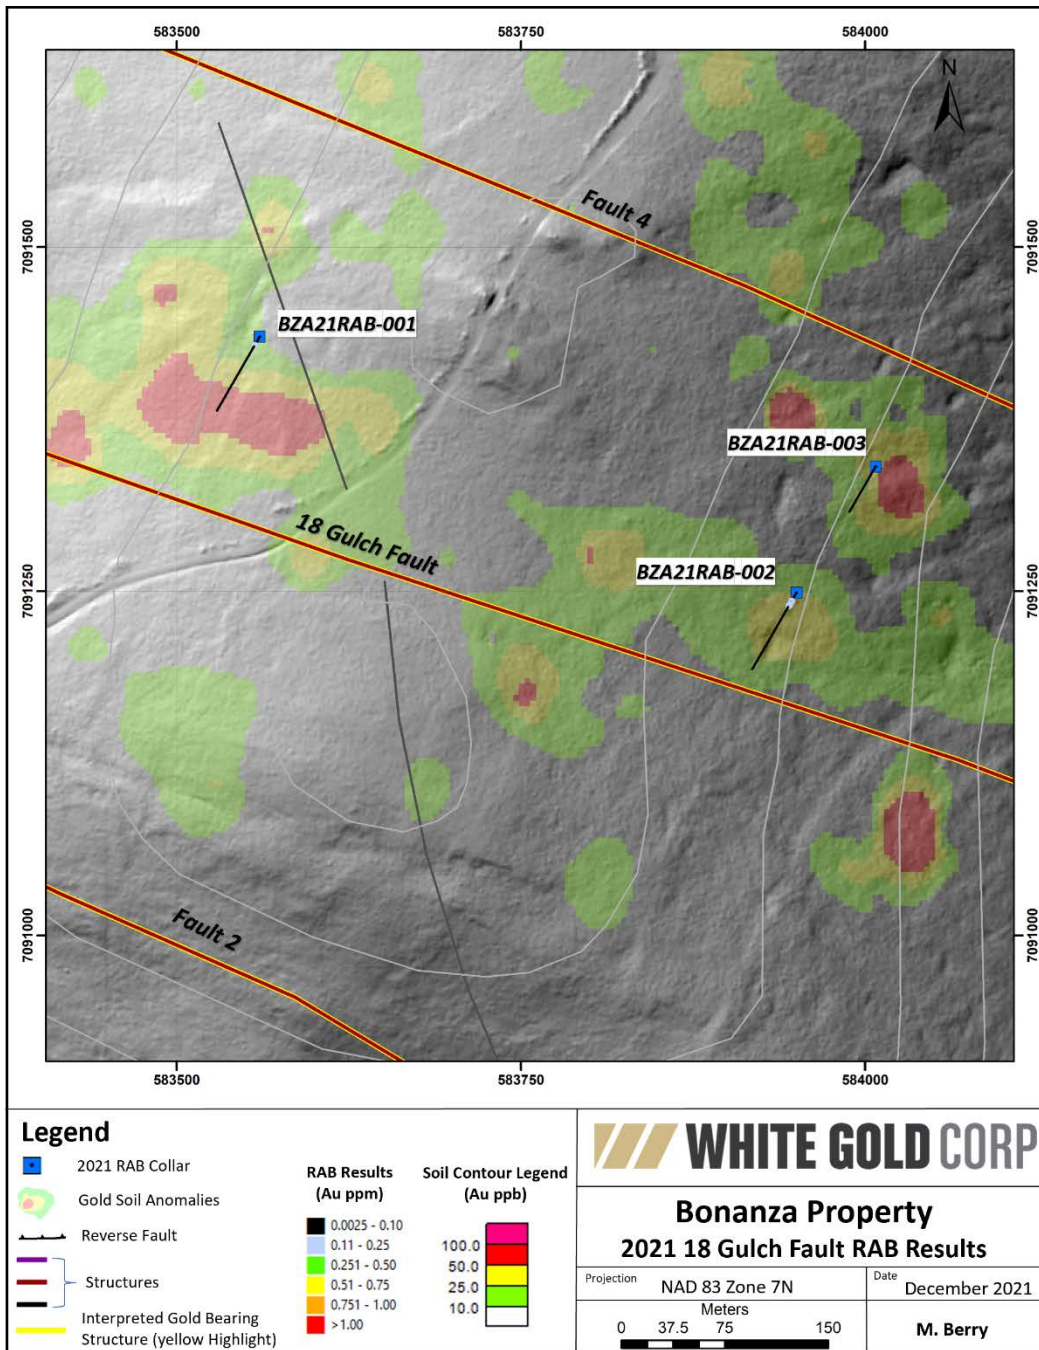 583500 583750 584000
N
Fault 4
7091500 7091500
BZA21RAB-001
BZA21RAB-003
18 Gulch Fault
BZA21RAB-002
7091250 7091250
Fault 2
7091000 7091000
583500 583750 584000
Legend
2021 RAB Collar
Gold Soil Anomalies
Reverse Fault
Structures
Interpreted Gold Bearing
Structure (yellow Highlight)
RAB Results
(Au ppm)
0.0025 - 0.10
0.11 - 0.25
0.251 - 0.50
0.51 - 0.75
0.751 - 1.00
>1.00
Soil Contour Legend
(Au ppb)
100.0
50.0
25.0
10.0
WHITE GOLD CORP
Bonanza Property
2021 18 Gulch Fault RAB Results
Projection NAD 83 Zone 7N
Date December 2021
Meters
0 37.5 75 150
M. Berry